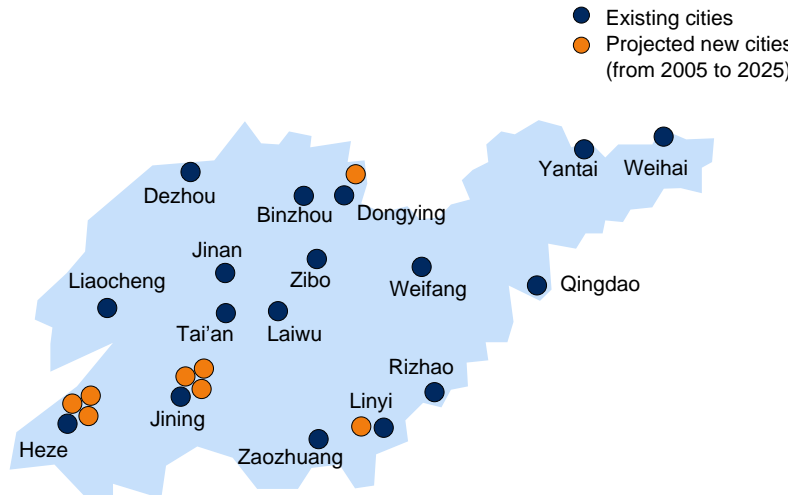 Existing cities
Projected new cities
(from 2005 to 2025)
Weihai
Yantai
Dezhou
Binzhou
Dongying
Jinan
Liaocheng
Zibo
Weifang
Qingdao
Tai’an
Laiwu
Rizhao
Linyi
Jining
Heze
Zaozhuang